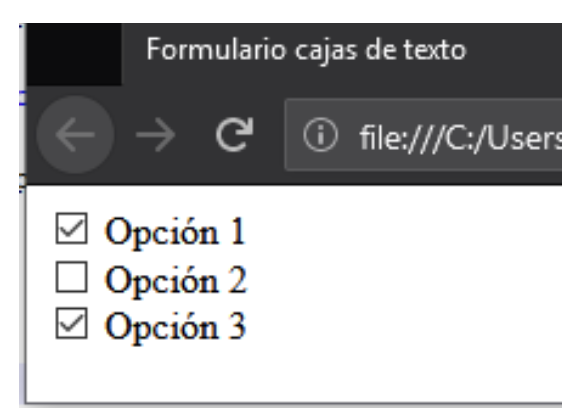 Formulario cajas de texto
file:///C:/Users
Opción 1
Opción 2
Opción 3